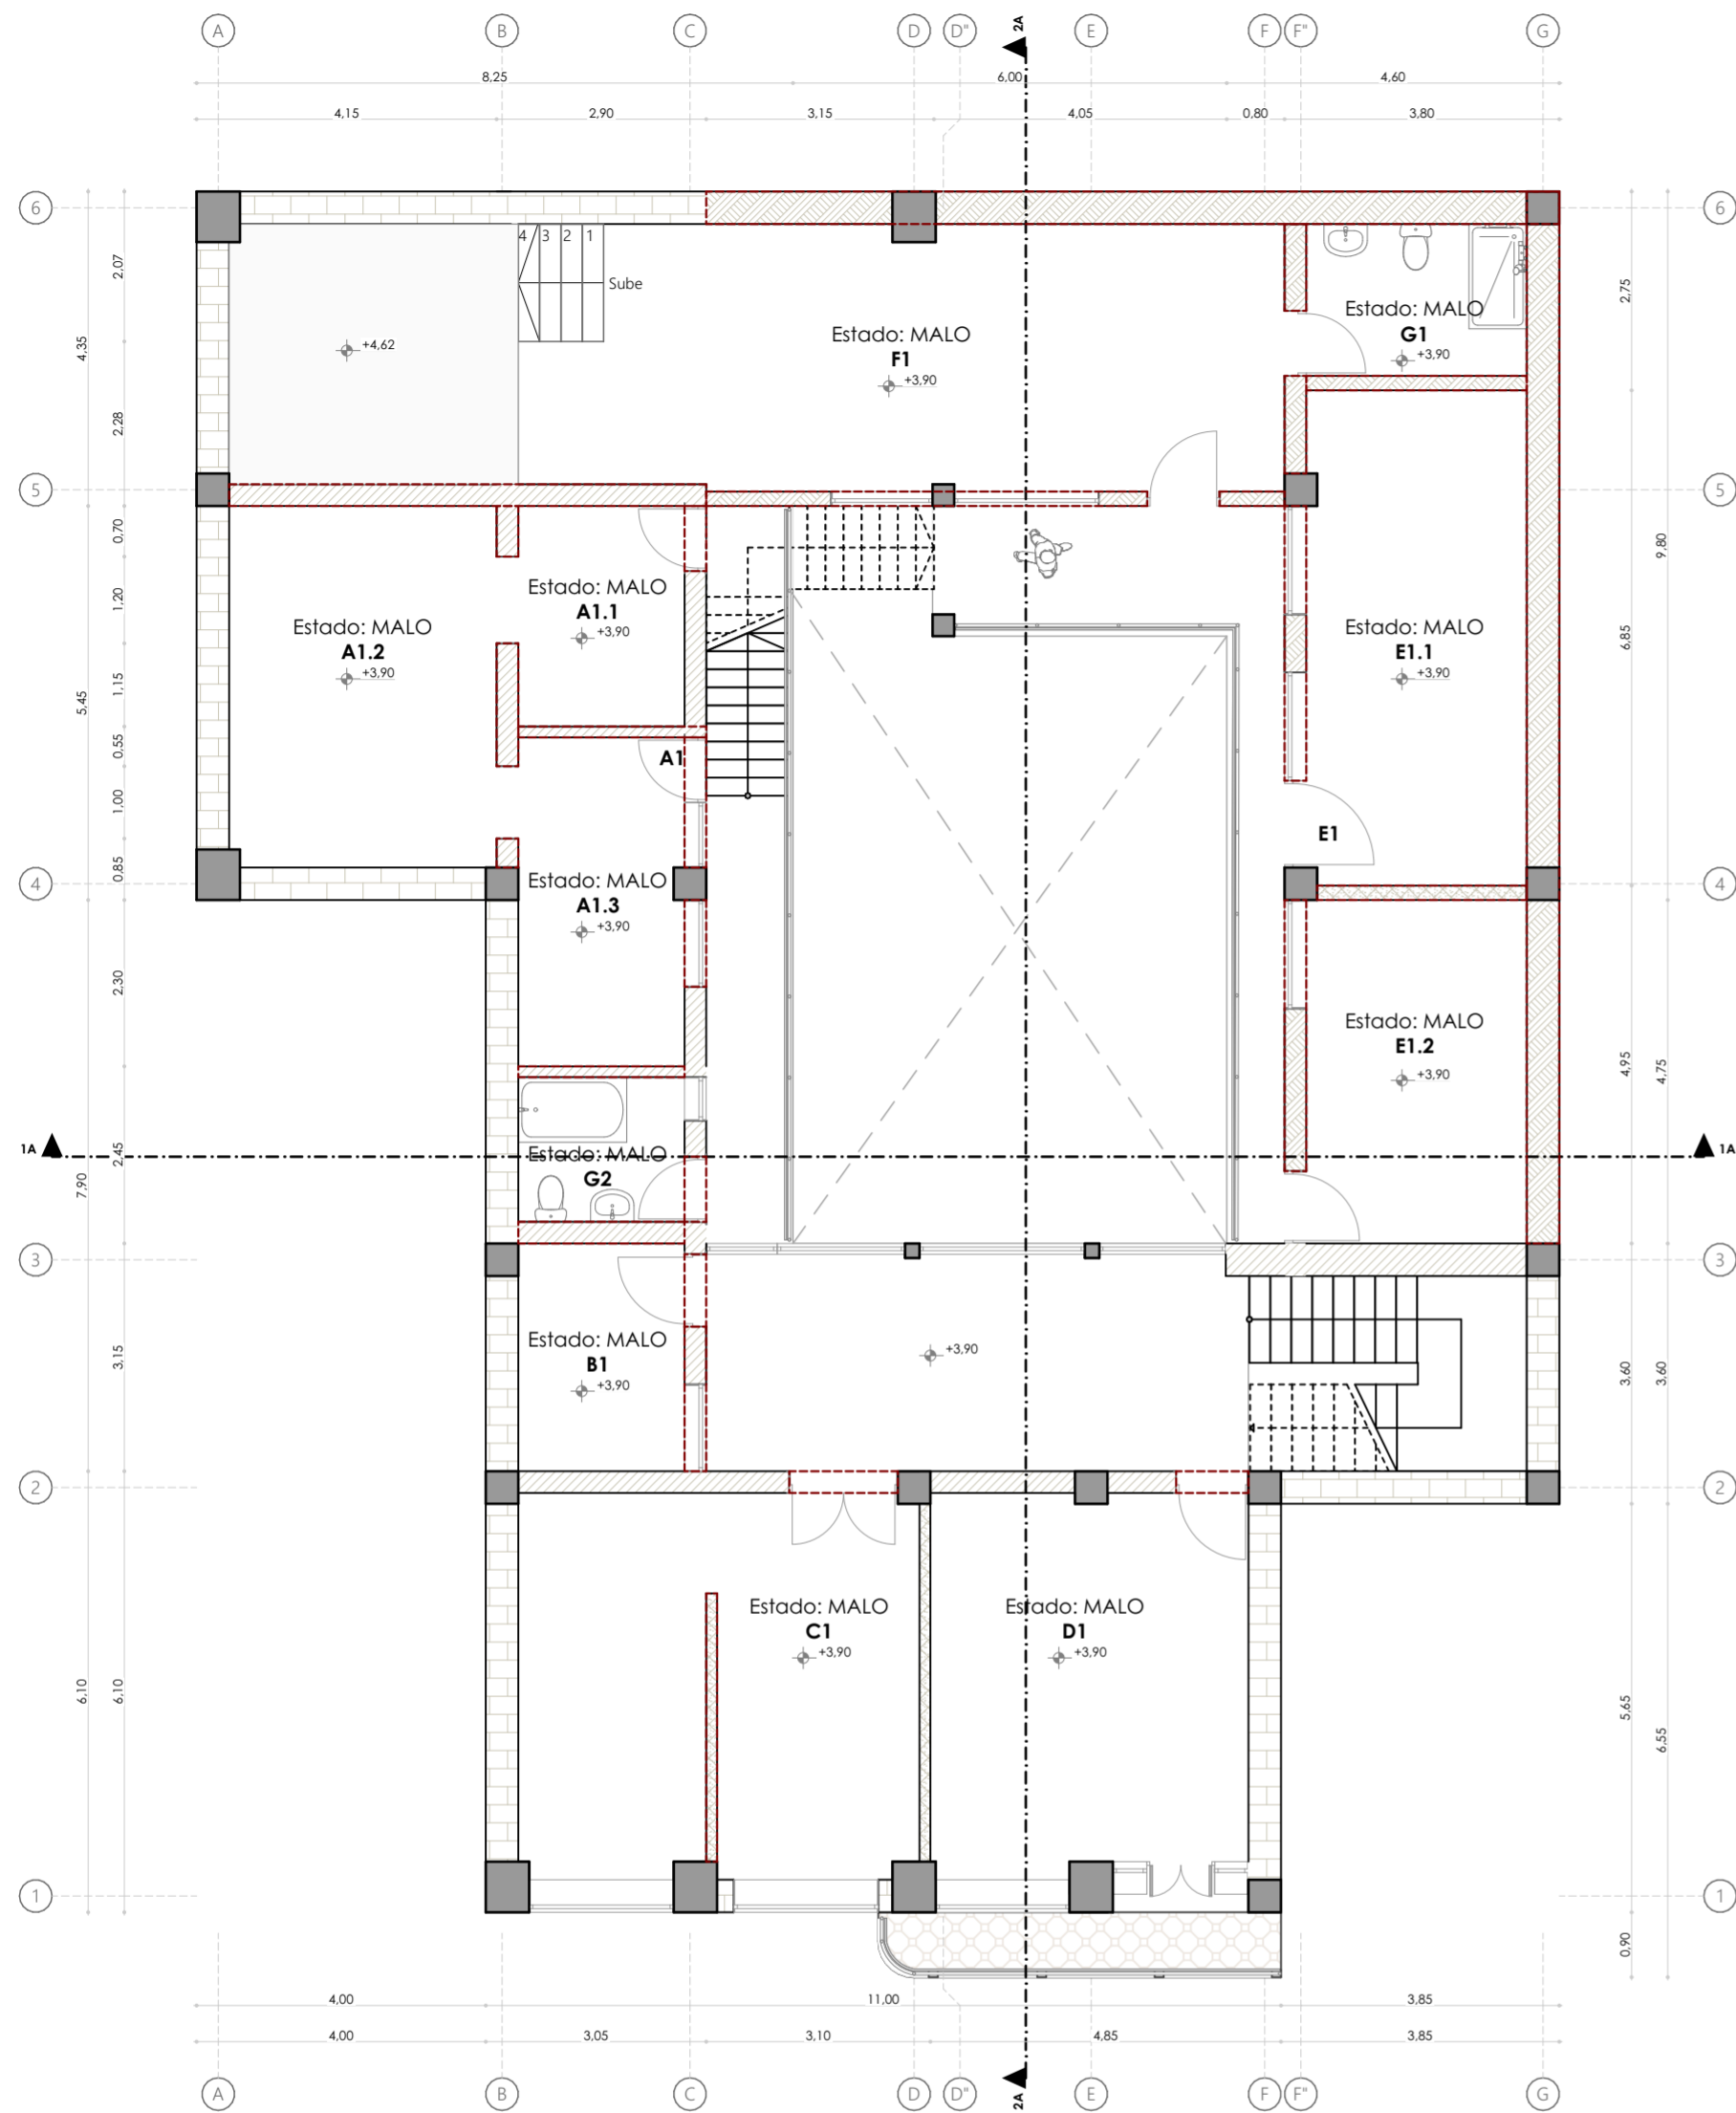 A B C D D" E F F" G
2A
8,25 6,00 4,60
4,15 2,90 3,15 4,05 0,80 3,80
6 6
4 3 2 1
Sube
2,07
4,35
2,28
2,75
+4,62
Estado: MALO
F1
+3,90
Estado: MALO
G1
+3,90
5 5
0,70
1,20
1,15
0,55
1,00
0,85
5,45
9,80
6,85
Estado: MALO
A1.1
+3,90
Estado: MALO
A1.2
+3,90
Estado: MALO
E1.1
+3,90
A1
E1
4 4
Estado: MALO
A1.3
+3,90
2,30
Estado: MALO
E1.2
+3,90
4,95
4,75
1A 1A
2,45
7,90
Estado: MALO
G2
3 3
Estado: MALO
B1
+3,90
+3,90
3,15
3,60
3,60
2 2
Estado: MALO
C1
+3,90
Estado: MALO
D1
+3,90
6,10
6,10
5,65
6,55
1 1
0,90
4,00 11,00 3,85
4,00 3,05 3,10 4,85 3,85
2A
A B C D D" E F F" G